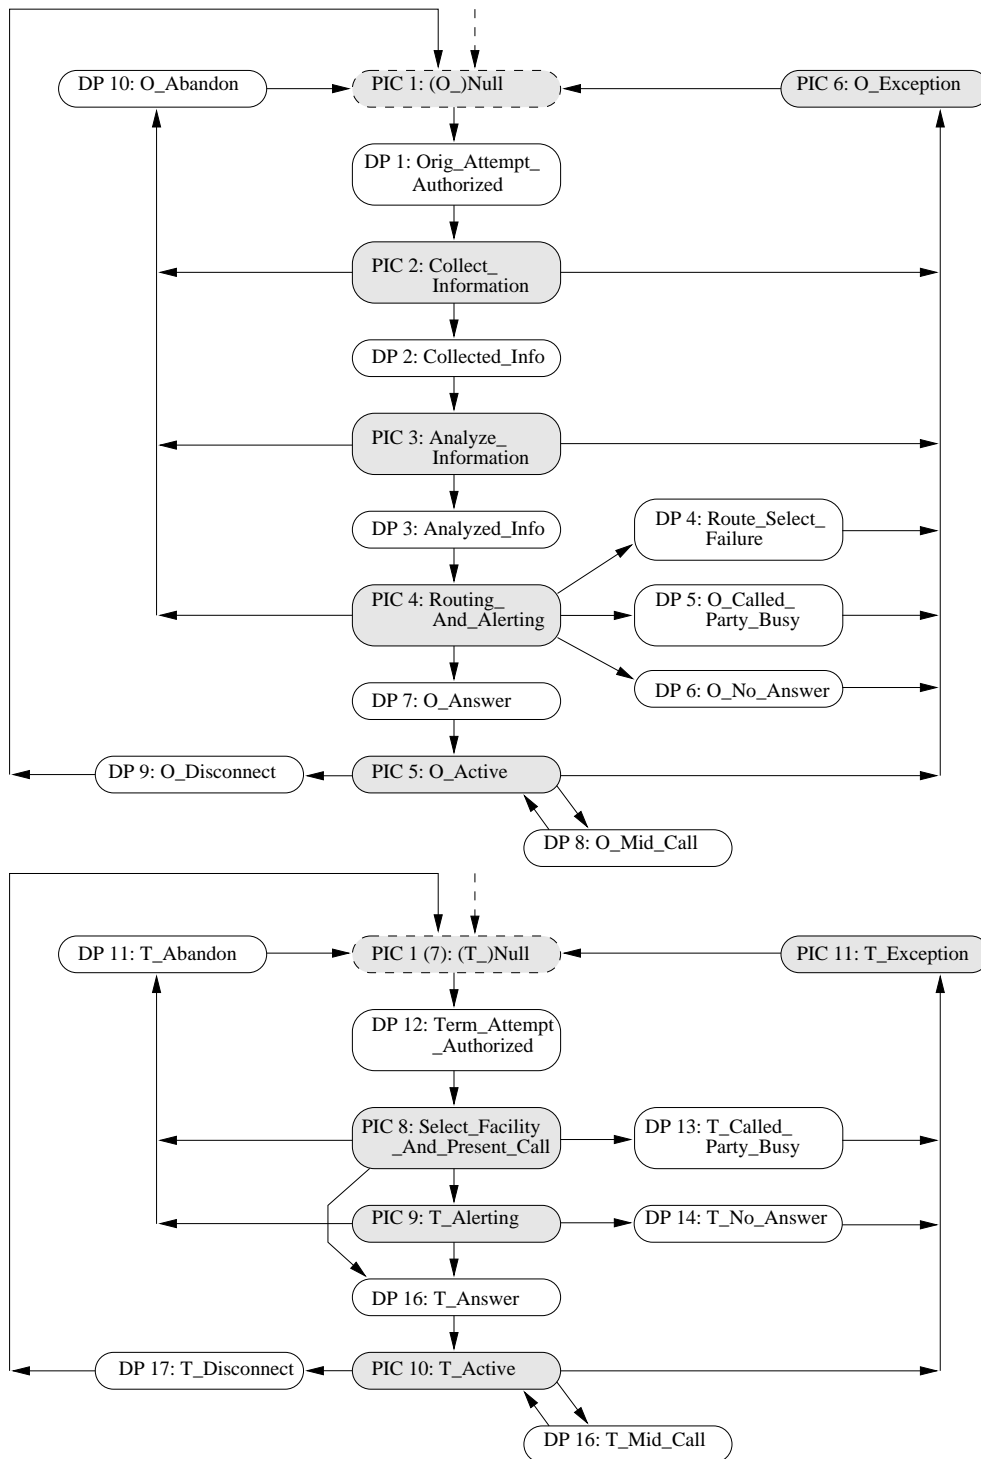 DP 10: O_Abandon
PIC 1: (O_)Null
PIC 6: O_Exception
DP 1: Orig_Attempt_
Authorized
PIC 2: Collect_
Information
DP 2: Collected_Info
PIC 3: Analyze_
Information
DP 3: Analyzed_Info
DP 4: Route_Select_
Failure
PIC 4: Routing_
And_Alerting
DP 5: O_Called_
Party_Busy
DP 6: O_No_Answer
DP 7: O_Answer
DP 9: O_Disconnect
PIC 5: O_Active
DP 8: O_Mid_Call
DP 11: T_Abandon
PIC 1 (7): (T_)Null
PIC 11: T_Exception
DP 12: Term_Attempt
_Authorized
PIC 8: Select_Facility
_And_Present_Call
DP 13: T_Called_
Party_Busy
PIC 9: T_Alerting
DP 14: T_No_Answer
DP 16: T_Answer
DP 17: T_Disconnect
PIC 10: T_Active
DP 16: T_Mid_Call